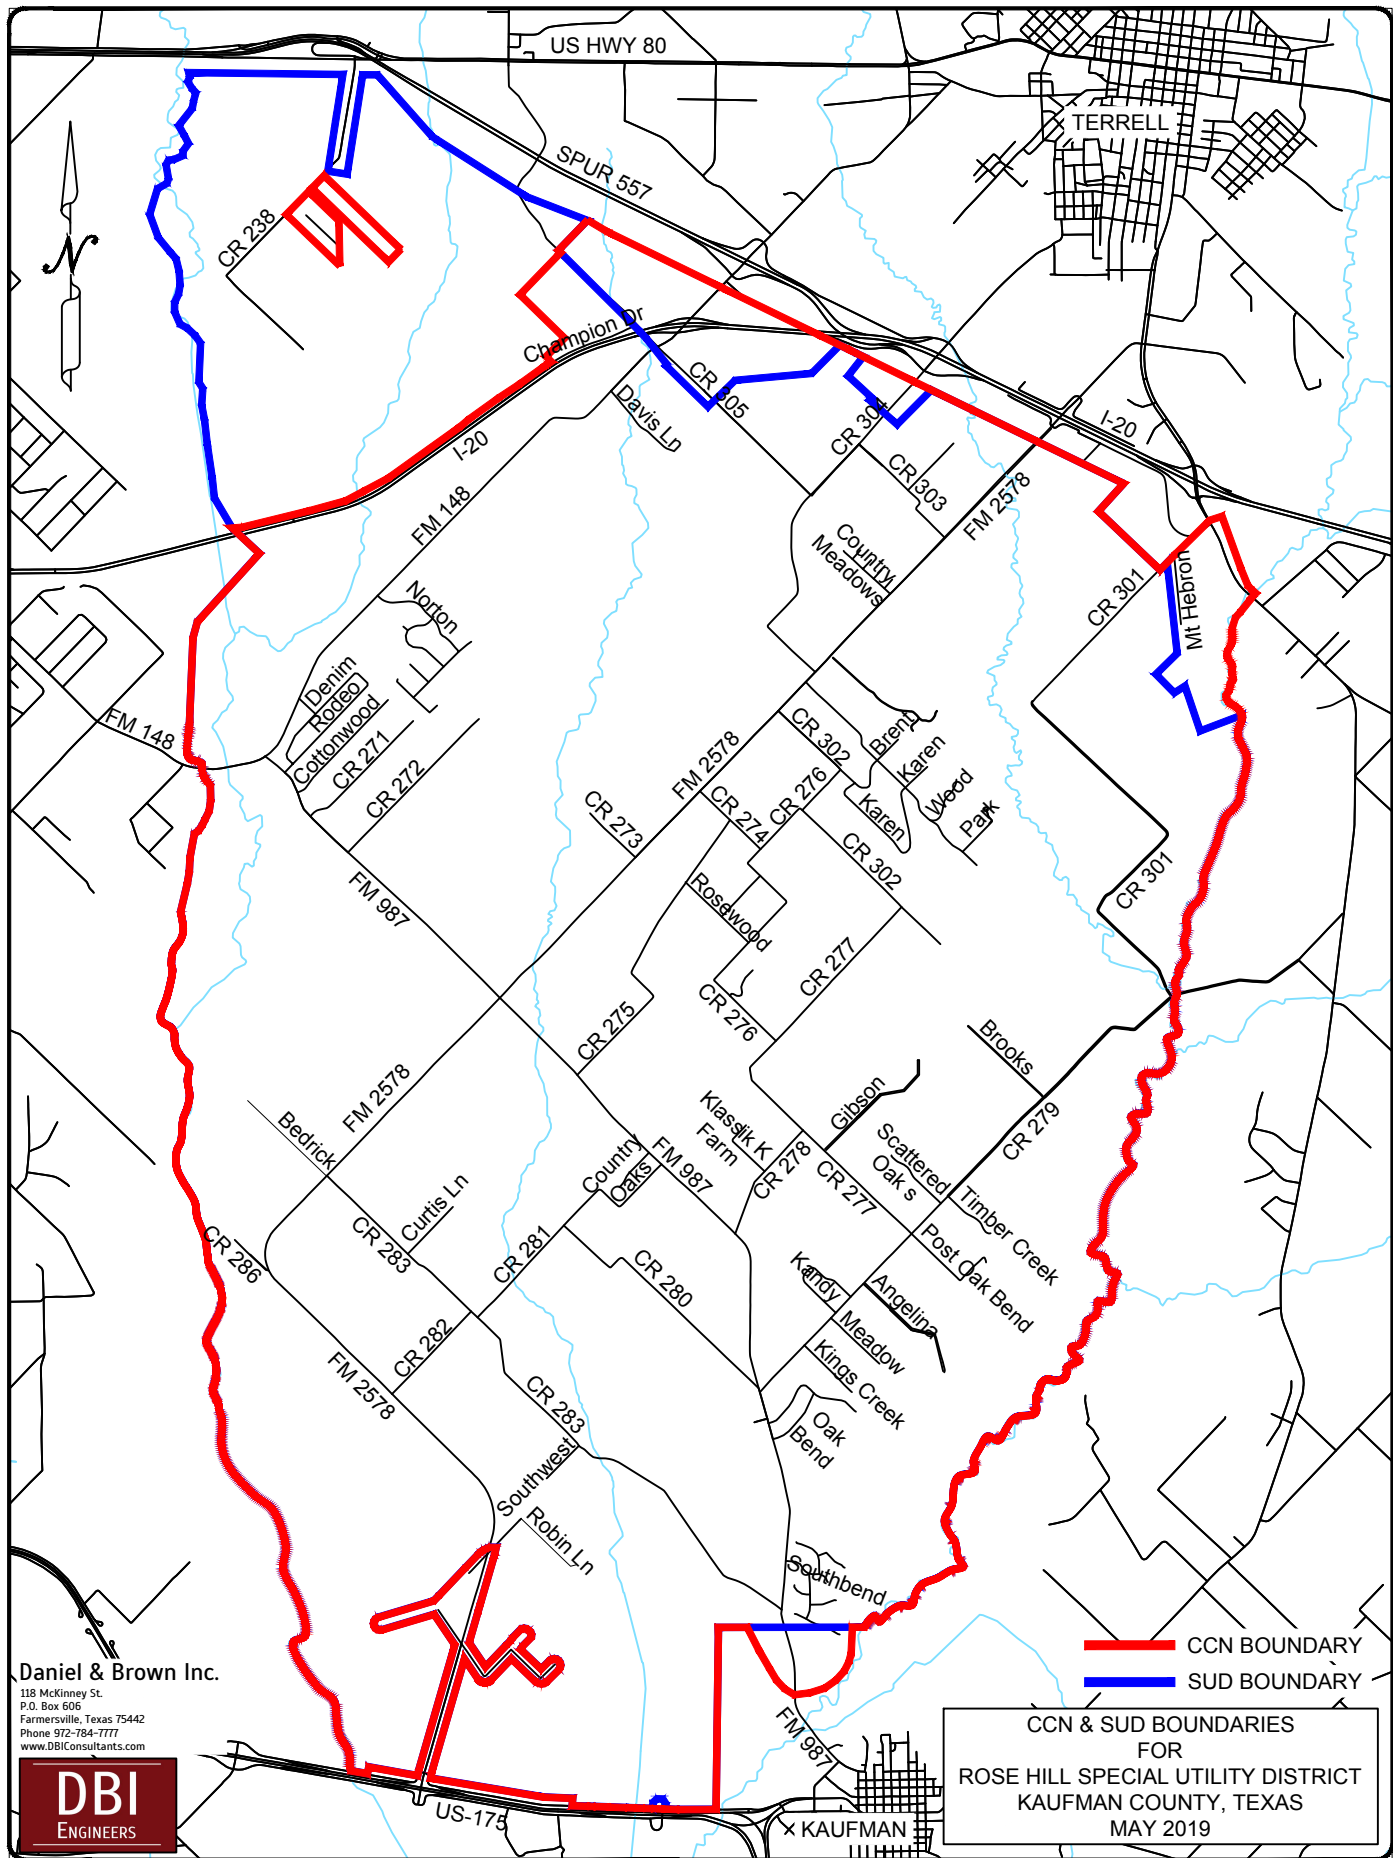 US HWY 80
TERRELL
SPUR 557
CR 238
N
Champion Dr
CR 305
Davis Ln
CR 304
I-20
I-20
CR 303
FM 2578
FM 148
Country
Meadows
CR 301
Mt Hebron
Norton
Denim
Rodeo
Cottonwood
FM 148
CR 271
CR 272
FM 2578
CR 302
Brent
Karen
CR 276
Wood
Park
CR 273
CR 274
Karen
CR 302
CR 301
FM 987
Rosewood
CR 277
CR 275
CR 276
Brooks
FM 2578
Gibson
Klassik K
Farm
Bedrick
CR 279
Country
Oaks
FM 987
CR 278
Scattered
Oak s
CR 277
Timber Creek
Curtis Ln
CR 283
CR 286
CR 281
CR 280
Post Oak Bend
Kandy
Angelina
Meadow
CR 282
Kings Creek
FM 2578
CR 283
Oak
Bend
Southwest
Robin Ln
Southbend
CCN BOUNDARY
SUD BOUNDARY
Daniel & Brown Inc.
118 McKinney St.
P.O. Box 606
Farmersville, Texas 75442
Phone 972-784-7777
www.DBIConsultants.com
DBI
ENGINEERS
US-175
FM 987
KAUFMAN
CCN & SUD BOUNDARIES
FOR
ROSE HILL SPECIAL UTILITY DISTRICT
KAUFMAN COUNTY, TEXAS
MAY 2019